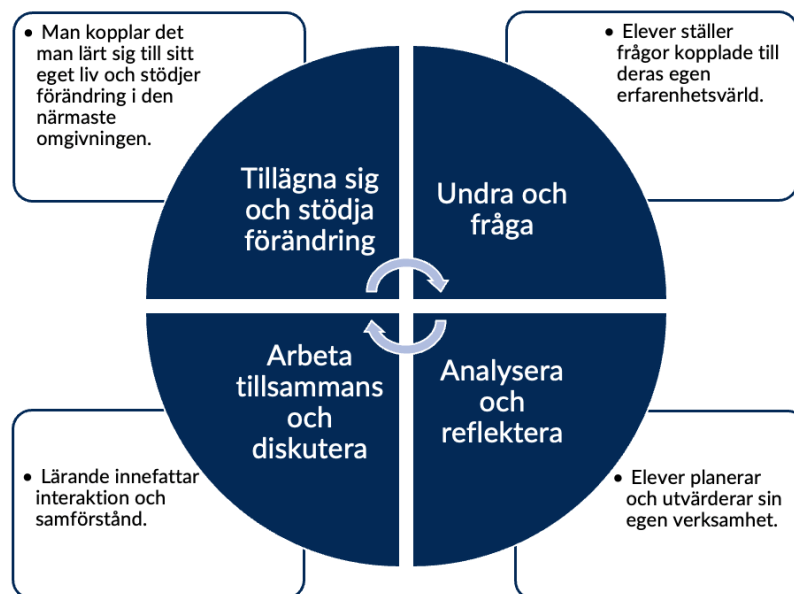 • Man kopplar det
man lärt sig till sitt
eget liv och stödjer
förändring i den
närmaste
omgivningen.
• Elever ställer
frågor kopplade till
deras egen
erfarenhetsvärld.
Tillägna sig
och stödja
förändring
Undra och
fråga
Arbeta
tillsammans
och
diskutera
Analysera
och
reflektera
• Lärande innefattar
interaktion och
samförstånd.
• Elever planerar
och utvärderar sin
egen verksamhet.